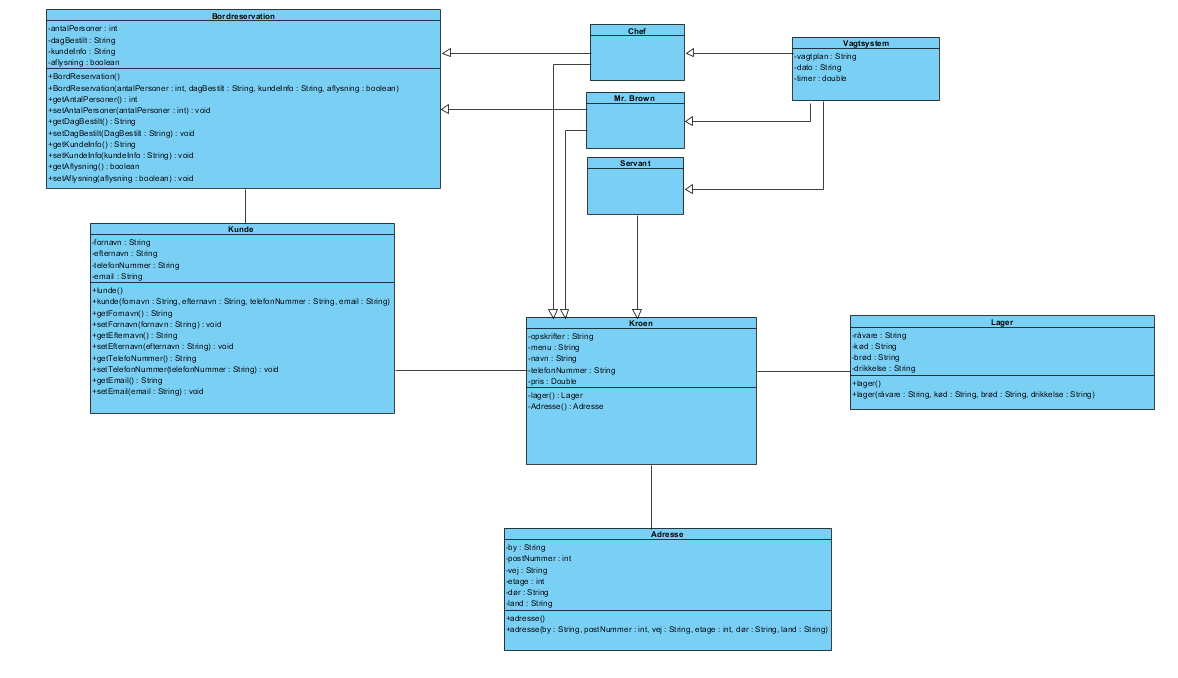 Bordreservation
-antalPersoner : int
-dagBestilt : String
-kundeInfo : String
-aflysning : boolean
+BordReservation()
+BordReservation(antalPersoner : int, dagBestilt : String, kundeInfo : String, aflysning : boolean)
+getAntalPersoner() : int
+setAntalPersoner(antalPersoner : int) : void
+getDagBestilt() : String
+setDagBestilt(DagBestilt : String) : void
+getKundeInfo() : String
+setKundeInfo(kundeInfo : String) : void
+getAflysning() : boolean
+setAflysning(aflysning : boolean) : void
Chef
Mr. Brown
Servant
Vagtsystem
-vagtplan : String
-dato : String
-timer : double
Kunde
-fornavn : String
-efternavn : String
-telefonNummer : String
-email : String
+lunde()
+kunde(fornavn : String, efternavn : String, telefonNummer : String, email : String)
+getFornavn() : String
+setFornavn(fornavn : String) : void
+getEfternavn() : String
+setEfternavn(efternavn : String) : void
+getTelefoNummer() : String
+setTelefonNummer(telefonNummer : String) : void
+getEmail() : String
+setEmail(email : String) : void
Kroen
-opskrifter : String
-menu : String
-navn : String
-telefonNummer : String
-pris : Double
-lager() : Lager
-Adresse() : Adresse
Lager
-råvare : String
-kød : String
-brød : String
-drikkelse : String
+lager()
+lager(råvare : String, kød : String, brød : String, drikkelse : String)
Adresse
-by : String
-postNummer : int
-vej : String
-etage : int
-dør : String
-land : String
+adresse()
+adresse(by : String, postNummer : int, vej : String, etage : int, dør : String, land : String)